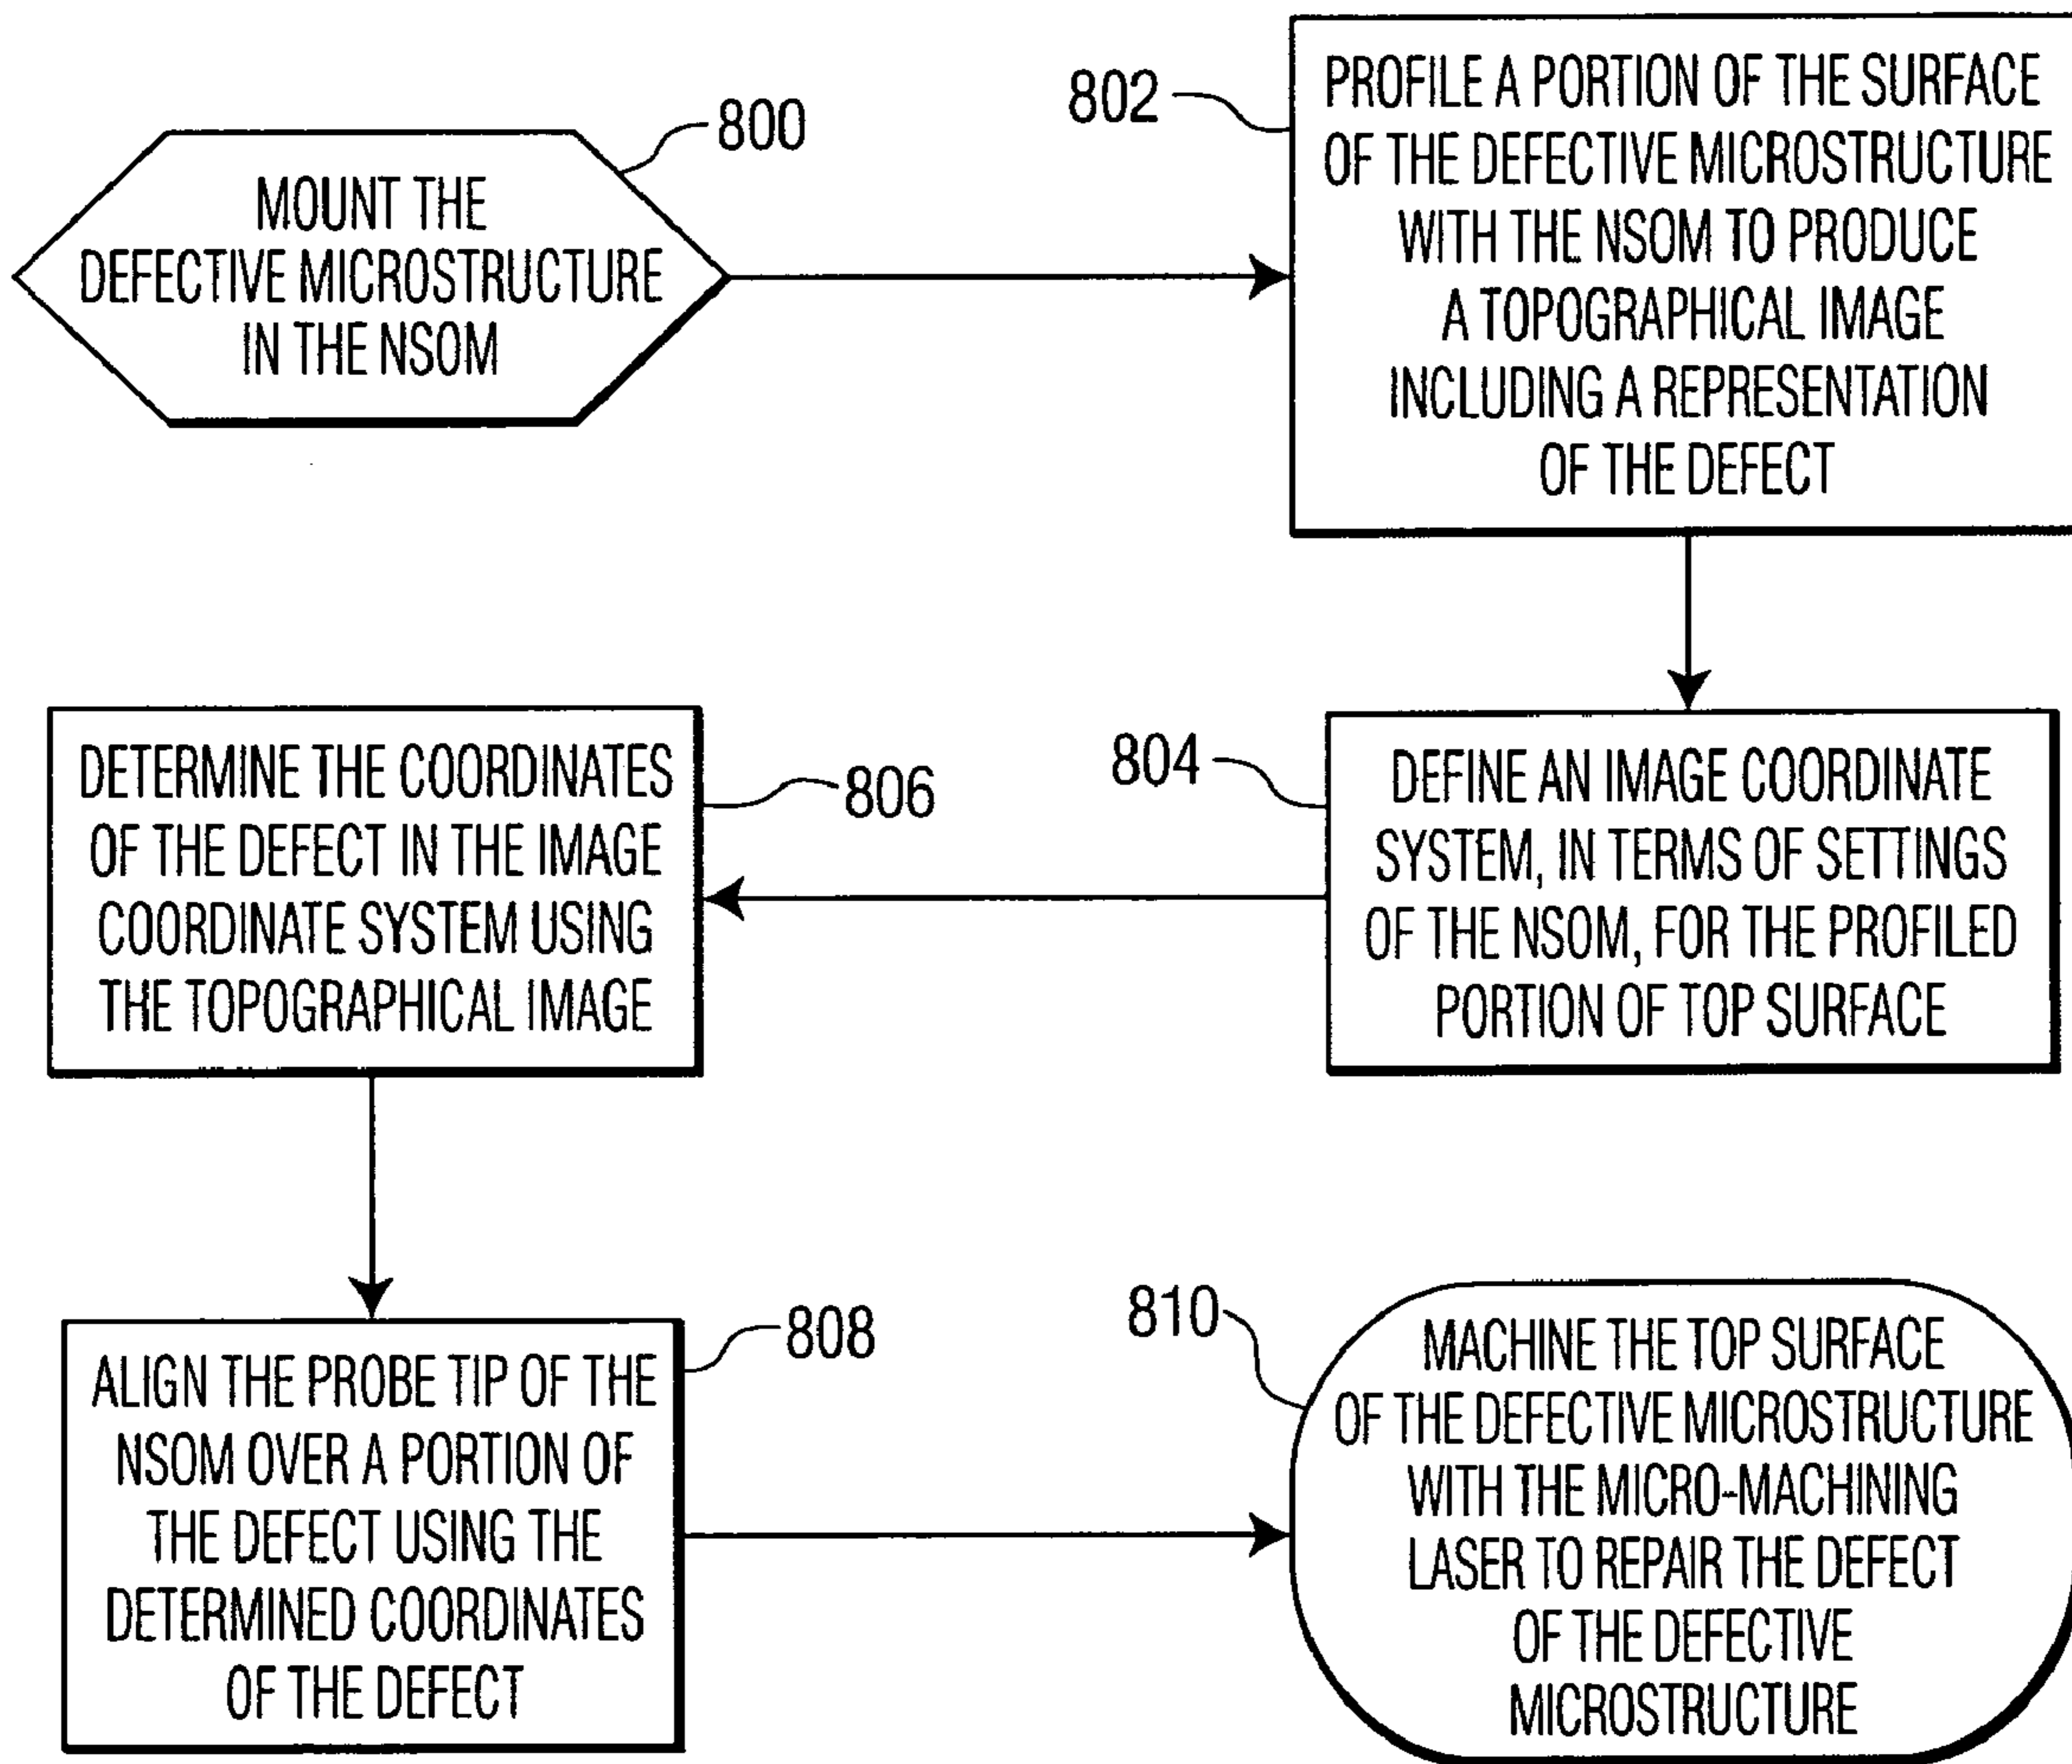 800
MOUNT THE
DEFECTIVE MICROSTRUCTURE
IN THE NSOM
802
PROFILE A PORTION OF THE SURFACE
OF THE DEFECTIVE MICROSTRUCTURE
WITH THE NSOM TO PRODUCE
A TOPOGRAPHICAL IMAGE
INCLUDING A REPRESENTATION
OF THE DEFECT
804
DEFINE AN IMAGE COORDINATE
SYSTEM, IN TERMS OF SETTINGS
OF THE NSOM, FOR THE PROFILED
PORTION OF TOP SURFACE
806
DETERMINE THE COORDINATES
OF THE DEFECT IN THE IMAGE
COORDINATE SYSTEM USING
THE TOPOGRAPHICAL IMAGE
808
ALIGN THE PROBE TIP OF THE
NSOM OVER A PORTION OF
THE DEFECT USING THE
DETERMINED COORDINATES
OF THE DEFECT
810
MACHINE THE TOP SURFACE
OF THE DEFECTIVE MICROSTRUCTURE
WITH THE MICRO-MACHINING
LASER TO REPAIR THE DEFECT
OF THE DEFECTIVE
MICROSTRUCTURE